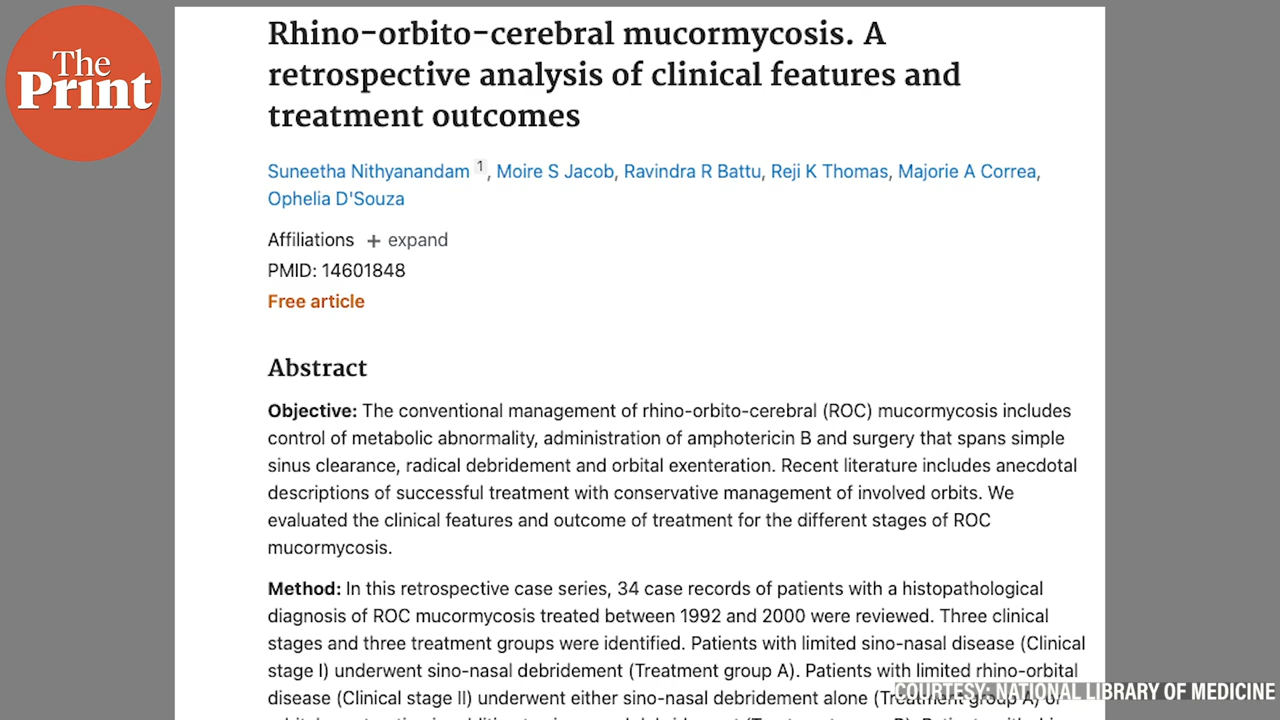 The
Print
Rhino-orbito-cerebral mucormycosis. A
retrospective analysis of clinical features and
treatment outcomes
Suneetha Nithyanandam 1, Moire S Jacob, Ravindra R Battu, Reji K Thomas, Majorie A Correa,
Ophelia D'Souza
Affiliations + expand
PMID: 14601848
Free article
Abstract
Objective: The conventional management of rhino-orbito-cerebral (ROC) mucormycosis includes
control of metabolic abnormality, administration of amphotericin B and surgery that spans simple
sinus clearance, radical debridement and orbital exenteration. Recent literature includes anecdotal
descriptions of successful treatment with conservative management of involved orbits. We
evaluated the clinical features and outcome of treatment for the different stages of ROC
mucormycosis.
Method: In this retrospective case series, 34 case records of patients with a histopathological
diagnosis of ROC mucormycosis treated between 1992 and 2000 were reviewed. Three clinical
stages and three treatment groups were identified. Patients with limited sino-nasal disease (Clinical
stage I) underwent sino-nasal debridement (Treatment group A). Patients with limited rhino-orbital
disease (Clinical stage II) underwent either sino-nasal debridement alone (Treatment group A) or
COURTESY: NATIONAL LIBRARY OF MEDICINE